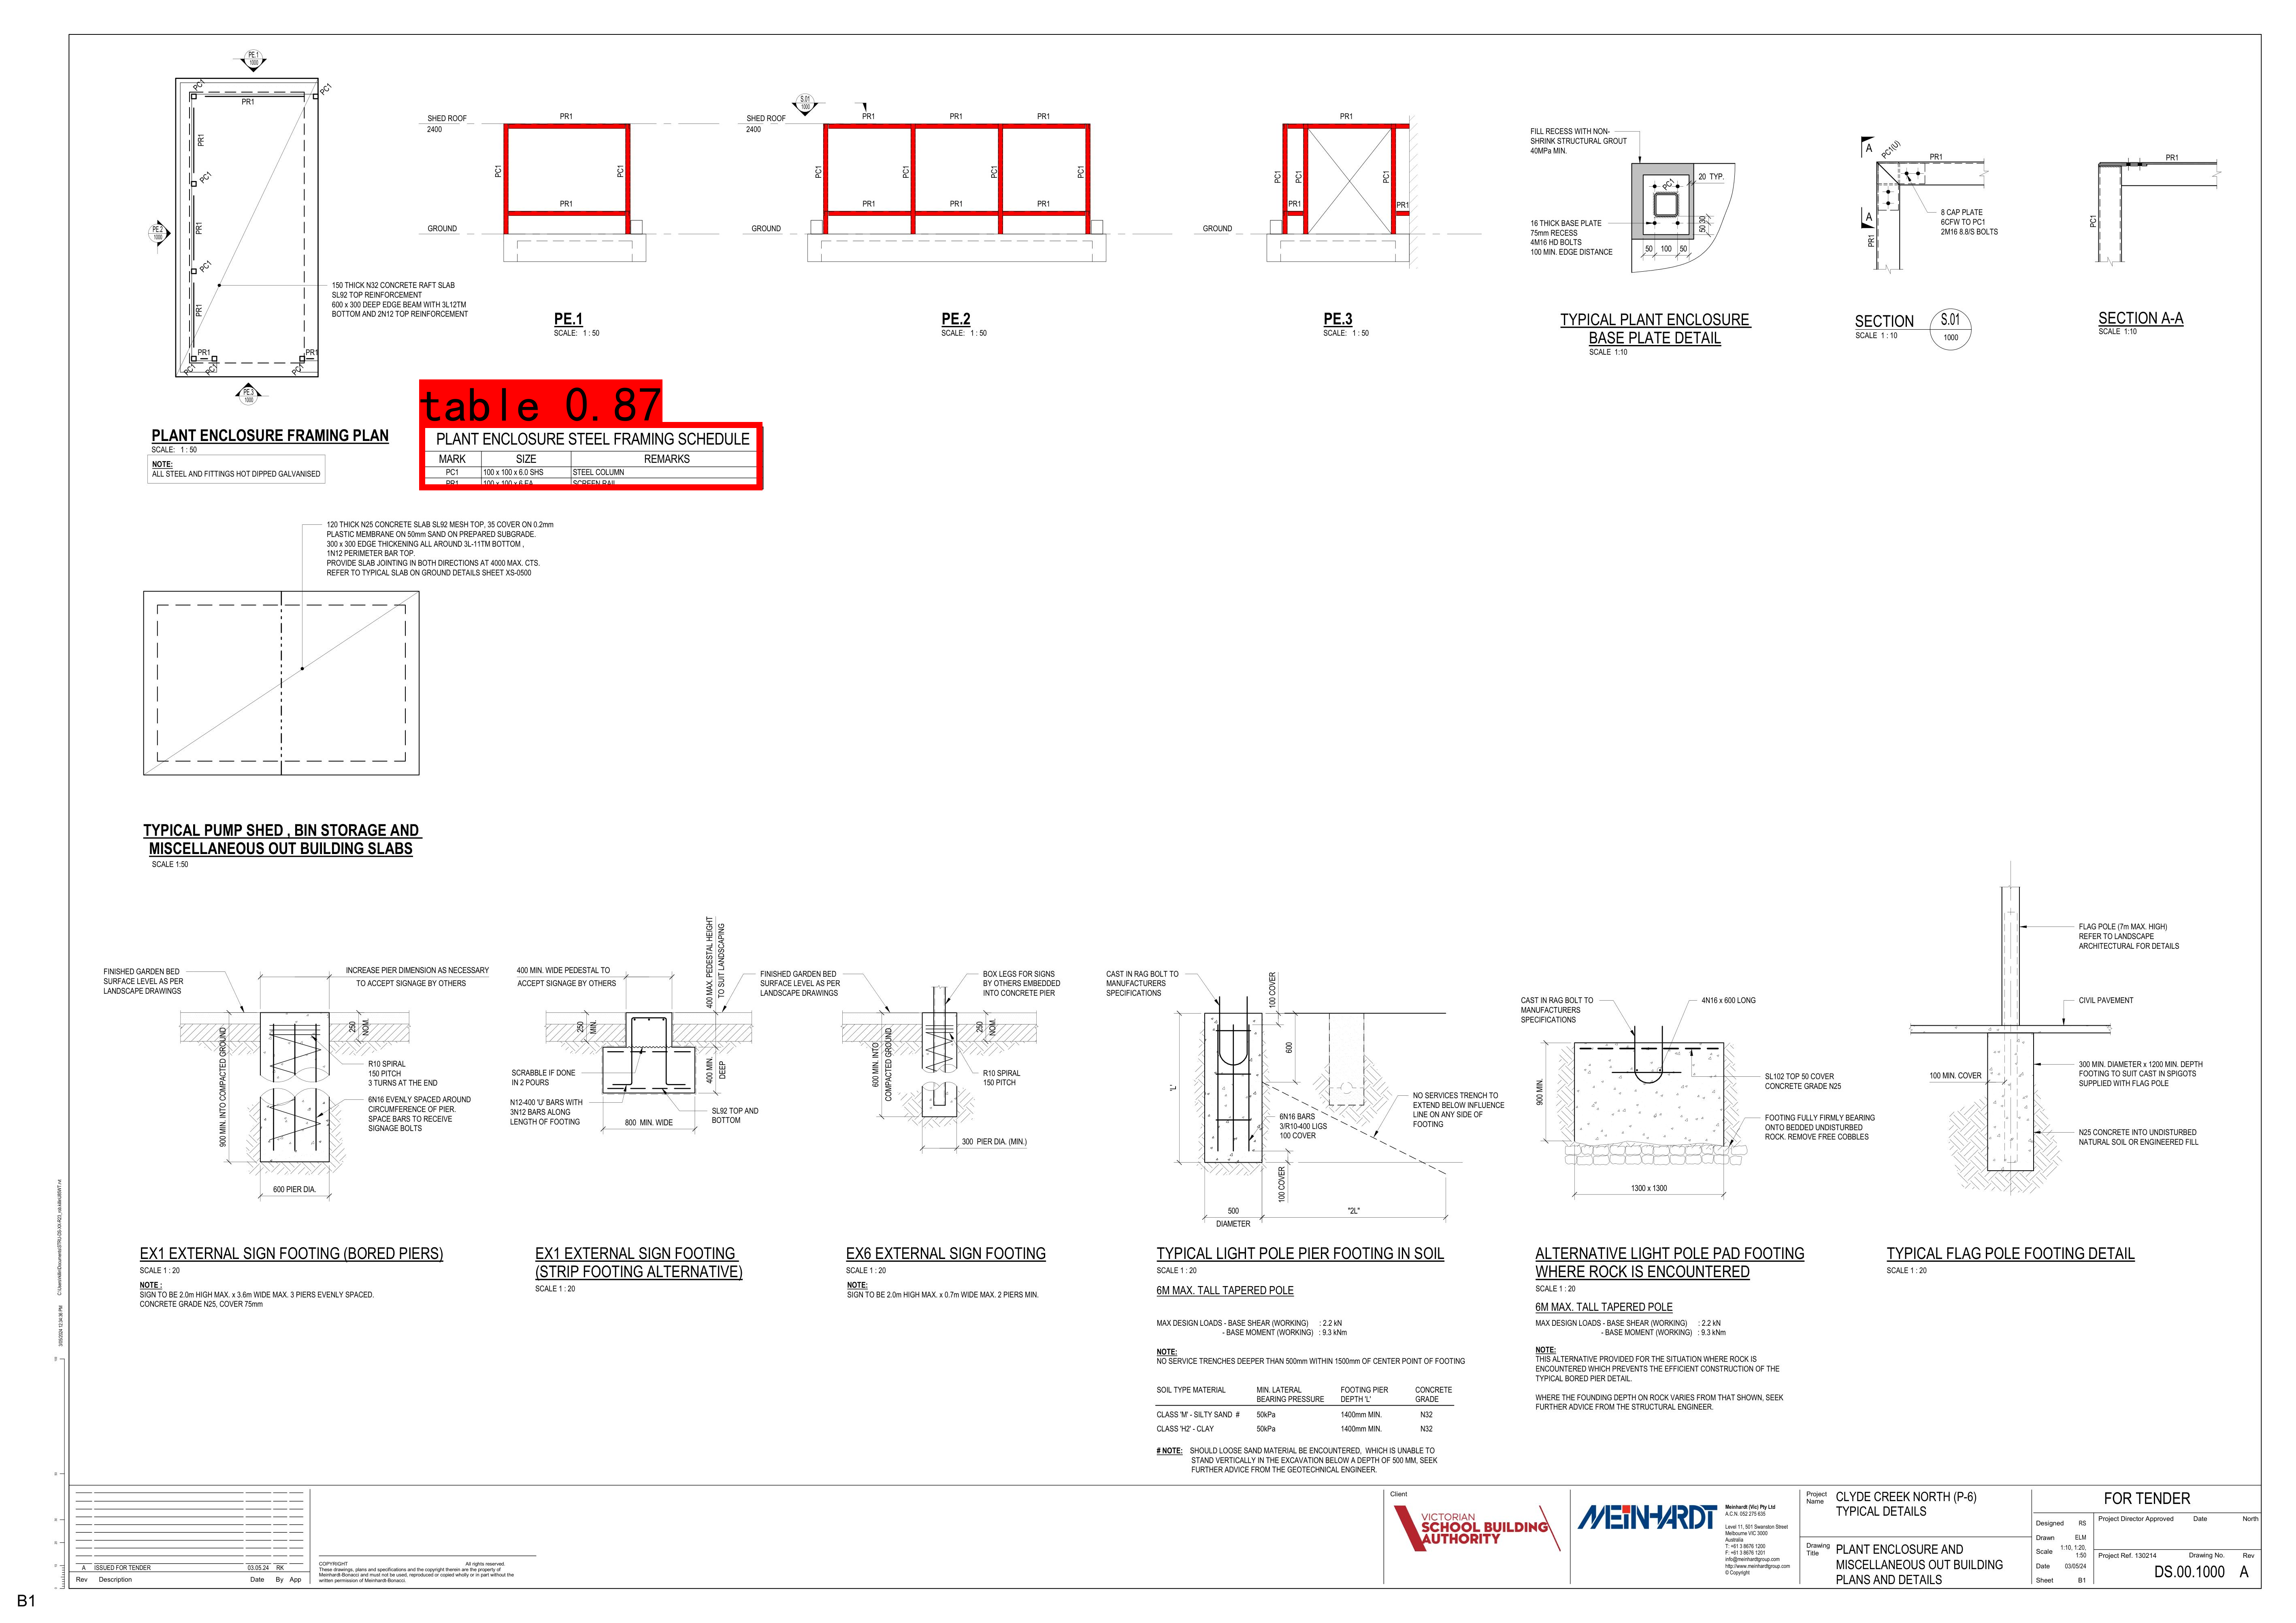 PE.1
1000
PC1
PC1
PR1
PR1
PC1
PR1
PE.2
1000
PC1
PR1
PR1
PR1
PC1
PC1
PC1
PE.3
1000
150 THICK N32 CONCRETE RAFT SLAB
SL92 TOP REINFORCEMENT
600 x 300 DEEP EDGE BEAM WITH 3L12TM
BOTTOM AND 2N12 TOP REINFORCEMENT
PLANT ENCLOSURE FRAMING PLAN
SCALE: 1 : 50
NOTE:
ALL STEEL AND FITTINGS HOT DIPPED GALVANISED
SHED ROOF
2400
PR1
PC1
PC1
PR1
GROUND
PE.1
SCALE: 1 : 50
S.01
1000
SHED ROOF
2400
PR1
PR1
PR1
PC1
PC1
PC1
PC1
PR1
PR1
PR1
GROUND
PE.2
SCALE: 1 : 50
PR1
PC1
PC1
PC1
PR1
PR1
GROUND
PE.3
SCALE: 1 : 50
FILL RECESS WITH NON-
SHRINK STRUCTURAL GROUT
40MPa MIN.
20 TYP.
PC1
16 THICK BASE PLATE
75mm RECESS
4M16 HD BOLTS
100 MIN. EDGE DISTANCE
50 30
50 100 50
TYPICAL PLANT ENCLOSURE
BASE PLATE DETAIL
SCALE 1:10
A
PC1(U)
PR1
A
PR1
8 CAP PLATE
6CFW TO PC1
2M16 8.8/S BOLTS
SECTION
SCALE 1 : 10
S.01
1000
PR1
PC1
SECTION A-A
SCALE 1:10
table 0.87
PLANT ENCLOSURE STEEL FRAMING SCHEDULE
MARK SIZE REMARKS
PC1 100 x 100 x 6.0 SHS STEEL COLUMN
PR1 100 x 100 x 6 EA SCREEN RAIL
120 THICK N25 CONCRETE SLAB SL92 MESH TOP, 35 COVER ON 0.2mm
PLASTIC MEMBRANE ON 50mm SAND ON PREPARED SUBGRADE.
300 x 300 EDGE THICKENING ALL AROUND 3L-11TM BOTTOM ,
1N12 PERIMETER BAR TOP.
PROVIDE SLAB JOINTING IN BOTH DIRECTIONS AT 4000 MAX. CTS.
REFER TO TYPICAL SLAB ON GROUND DETAILS SHEET XS-0500
TYPICAL PUMP SHED , BIN STORAGE AND
MISCELLANEOUS OUT BUILDING SLABS
SCALE 1:50
FINISHED GARDEN BED
SURFACE LEVEL AS PER
LANDSCAPE DRAWINGS
INCREASE PIER DIMENSION AS NECESSARY
TO ACCEPT SIGNAGE BY OTHERS
250
NOM.
900 MIN. INTO COMPACTED GROUND
R10 SPIRAL
150 PITCH
3 TURNS AT THE END
6N16 EVENLY SPACED AROUND
CIRCUMFERENCE OF PIER.
SPACE BARS TO RECEIVE
SIGNAGE BOLTS
600 PIER DIA.
EX1 EXTERNAL SIGN FOOTING (BORED PIERS)
SCALE 1 : 20
NOTE :
SIGN TO BE 2.0m HIGH MAX. x 3.6m WIDE MAX. 3 PIERS EVENLY SPACED.
CONCRETE GRADE N25, COVER 75mm
400 MIN. WIDE PEDESTAL TO
ACCEPT SIGNAGE BY OTHERS
400 MAX. PEDESTAL HEIGHT
TO SUIT LANDSCAPING
250
MIN.
400 MIN.
DEEP
SCRABBLE IF DONE
IN 2 POURS
N12-400 'U' BARS WITH
3N12 BARS ALONG
LENGTH OF FOOTING
SL92 TOP AND
BOTTOM
800 MIN. WIDE
EX1 EXTERNAL SIGN FOOTING
(STRIP FOOTING ALTERNATIVE)
SCALE 1 : 20
FINISHED GARDEN BED
SURFACE LEVEL AS PER
LANDSCAPE DRAWINGS
BOX LEGS FOR SIGNS
BY OTHERS EMBEDDED
INTO CONCRETE PIER
250
NOM.
600 MIN. INTO
COMPACTED GROUND
R10 SPIRAL
150 PITCH
300 PIER DIA. (MIN.)
EX6 EXTERNAL SIGN FOOTING
SCALE 1 : 20
NOTE:
SIGN TO BE 2.0m HIGH MAX. x 0.7m WIDE MAX. 2 PIERS MIN.
CAST IN RAG BOLT TO
MANUFACTURERS
SPECIFICATIONS
100 COVER
600
"L"
NO SERVICES TRENCH TO
EXTEND BELOW INFLUENCE
LINE ON ANY SIDE OF
FOOTING
6N16 BARS
3/R10-400 LIGS
100 COVER
100 COVER
500
DIAMETER
"2L"
TYPICAL LIGHT POLE PIER FOOTING IN SOIL
SCALE 1 : 20
6M MAX. TALL TAPERED POLE
MAX DESIGN LOADS - BASE SHEAR (WORKING) : 2.2 kN
- BASE MOMENT (WORKING) : 9.3 kNm
NOTE:
NO SERVICE TRENCHES DEEPER THAN 500mm WITHIN 1500mm OF CENTER POINT OF FOOTING
SOIL TYPE MATERIAL MIN. LATERAL BEARING PRESSURE FOOTING PIER DEPTH 'L' CONCRETE GRADE
CLASS 'M' - SILTY SAND # 50kPa 1400mm MIN. N32
CLASS 'H2' - CLAY 50kPa 1400mm MIN. N32
# NOTE: SHOULD LOOSE SAND MATERIAL BE ENCOUNTERED, WHICH IS UNABLE TO
STAND VERTICALLY IN THE EXCAVATION BELOW A DEPTH OF 500 MM, SEEK
FURTHER ADVICE FROM THE GEOTECHNICAL ENGINEER.
CAST IN RAG BOLT TO
MANUFACTURERS
SPECIFICATIONS
4N16 x 600 LONG
900 MIN.
SL102 TOP 50 COVER
CONCRETE GRADE N25
FOOTING FULLY FIRMLY BEARING
ONTO BEDDED UNDISTURBED
ROCK. REMOVE FREE COBBLES
1300 x 1300
ALTERNATIVE LIGHT POLE PAD FOOTING
WHERE ROCK IS ENCOUNTERED
SCALE 1 : 20
6M MAX. TALL TAPERED POLE
MAX DESIGN LOADS - BASE SHEAR (WORKING) : 2.2 kN
- BASE MOMENT (WORKING) : 9.3 kNm
NOTE:
THIS ALTERNATIVE PROVIDED FOR THE SITUATION WHERE ROCK IS
ENCOUNTERED WHICH PREVENTS THE EFFICIENT CONSTRUCTION OF THE
TYPICAL BORED PIER DETAIL.
WHERE THE FOUNDING DEPTH ON ROCK VARIES FROM THAT SHOWN, SEEK
FURTHER ADVICE FROM THE STRUCTURAL ENGINEER.
FLAG POLE (7m MAX. HIGH)
REFER TO LANDSCAPE
ARCHITECTURAL FOR DETAILS
CIVIL PAVEMENT
100 MIN. COVER
300 MIN. DIAMETER x 1200 MIN. DEPTH
FOOTING TO SUIT CAST IN SPIGOTS
SUPPLIED WITH FLAG POLE
N25 CONCRETE INTO UNDISTURBED
NATURAL SOIL OR ENGINEERED FILL
TYPICAL FLAG POLE FOOTING DETAIL
SCALE 1 : 20
3/05/2024 12:34:36 PM
A ISSUED FOR TENDER 03.05.24 RK
Rev Description Date By App
COPYRIGHT All rights reserved.
These drawings, plans and specifications and the copyright therein are the property of
Meinhardt-Bonacci and must not be used, reproduced or copied wholly or in part without the
written permission of Meinhardt-Bonacci.
Client
VICTORIAN
SCHOOL BUILDING
AUTHORITY
MEINHARDT
Meinhardt (Vic) Pty Ltd
A.C.N. 052 275 635
Level 11, 501 Swanston Street
Melbourne VIC 3000
Australia
T: +61 3 8676 1200
F: +61 3 8676 1201
info@meinhardtgroup.com
http://www.meinhardtgroup.com
© Copyright
Project Name CLYDE CREEK NORTH (P-6)
TYPICAL DETAILS
Drawing Title PLANT ENCLOSURE AND
MISCELLANEOUS OUT BUILDING
PLANS AND DETAILS
FOR TENDER
Designed RS
Drawn ELM
Scale 1:10, 1:20, 1:50
Date 03/05/24
Sheet B1
Project Director Approved Date North
Project Ref. 130214 Drawing No. Rev
DS.00.1000 A
B1